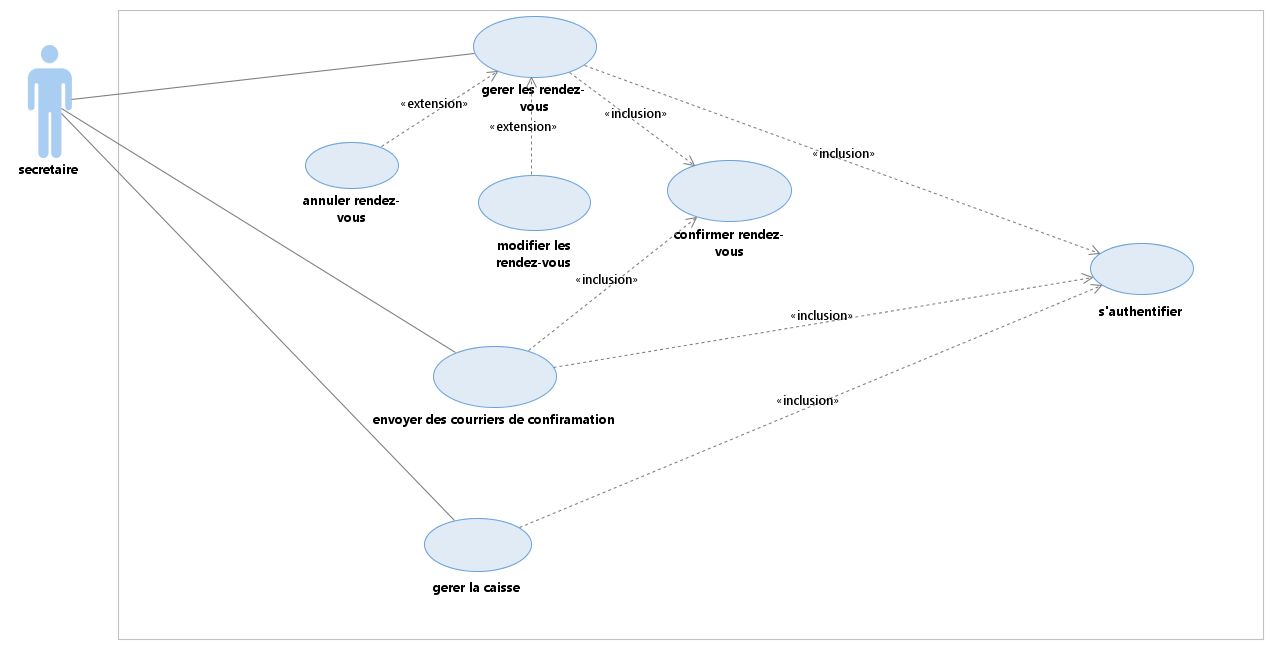 gerer les rendez-
vous
«extension»
«inclusion»
«extension»
«inclusion»
secretaire
annuler rendez-
vous
confirmer rendez-
vous
modifier les
rendez-vous
«inclusion»
s'authentifier
«inclusion»
«inclusion»
envoyer des courriers de confiramation
gerer la caisse